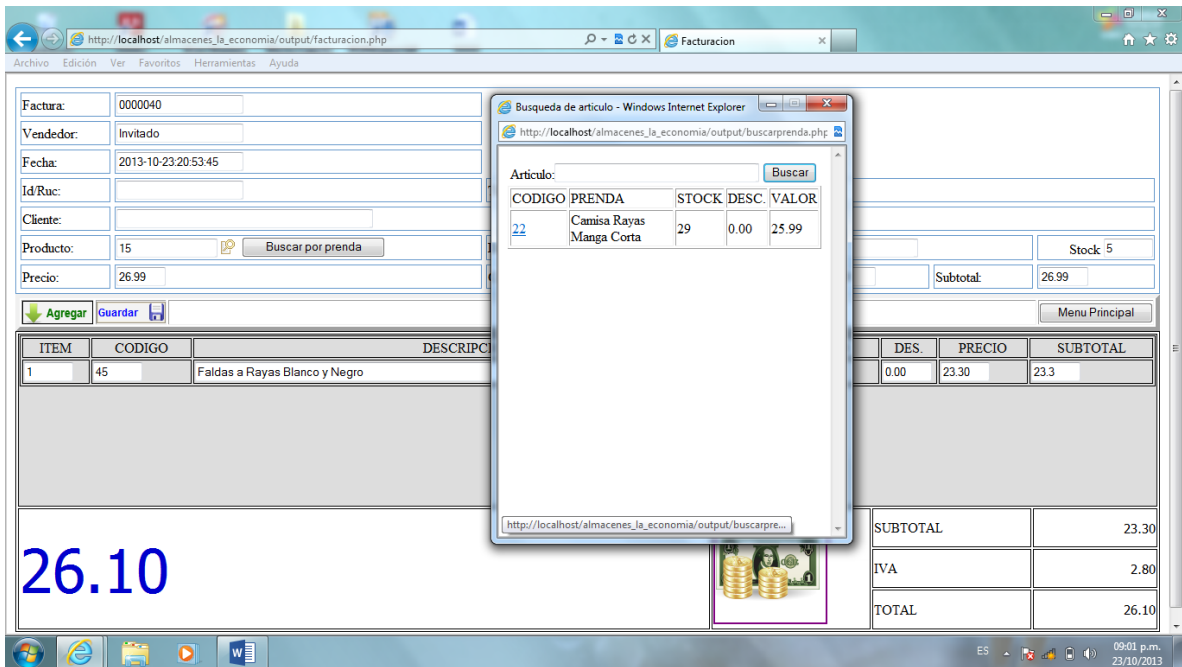 http://localhost/almacenes_la_economia/output/facturacion.php
Facturacion
Archivo Edición Ver Favoritos Herramientas Ayuda
Factura: 0000040
Vendedor: Invitado
Fecha: 2013-10-23:20:53:45
Id/Ruc:
Cliente:
Producto: 15 Buscar por prenda Stock 5
Precio: 26.99 Subtotal: 26.99
Agregar Guardar Menu Principal
ITEM CODIGO DESCRIPC DES. PRECIO SUBTOTAL
1 45 Faldas a Rayas Blanco y Negro 0.00 23.30 23.3
Busqueda de articulo - Windows Internet Explorer
http://localhost/almacenes_la_economia/output/buscarprenda.php
Articulo: Buscar
CODIGO PRENDA STOCK DESC. VALOR
22 Camisa Rayas Manga Corta 29 0.00 25.99
http://localhost/almacenes_la_economia/output/buscarpre...
26.10
SUBTOTAL 23.30
IVA 2.80
TOTAL 26.10
ES 09:01 p.m.
23/10/2013